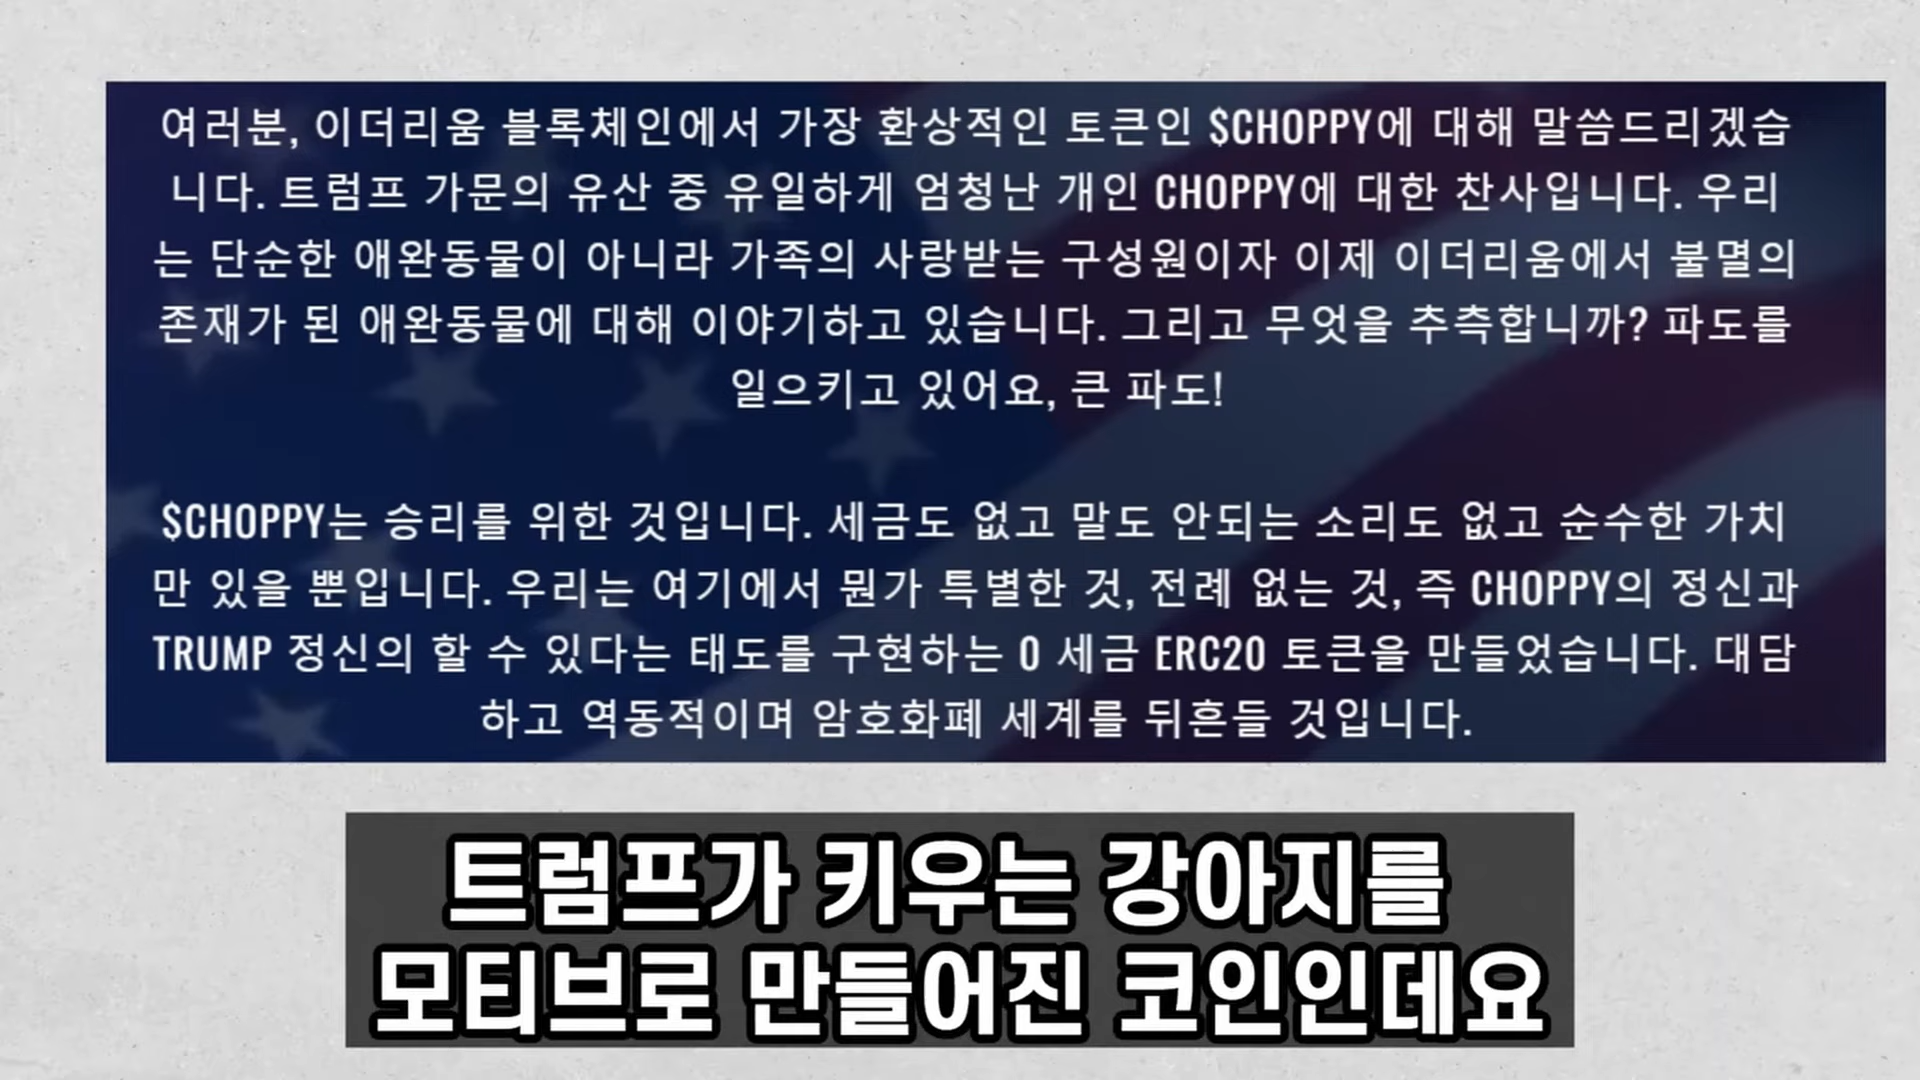 여러분, 이더리움 블록체인에서 가장 환상적인 토큰인 $CHOPPY에 대해 말씀드리겠습
니다. 트럼프 가문의 유산 중 유일하게 엄청난 개인 CHOPPY에 대한 찬사입니다. 우리
는 단순한 애완동물이 아니라 가족의 사랑받는 구성원이자 이제 이더리움에서 불멸의
존재가 된 애완동물에 대해 이야기하고 있습니다. 그리고 무엇을 추측합니까? 파도를
일으키고 있어요, 큰 파도!
$CHOPPY는 승리를 위한 것입니다. 세금도 없고 말도 안되는 소리도 없고 순수한 가치
만 있을 뿐입니다. 우리는 여기에서 뭔가 특별한 것, 전례 없는 것, 즉 CHOPPY의 정신과
TRUMP 정신의 할 수 있다는 태도를 구현하는 0 세금 ERC20 토큰을 만들었습니다. 대담
하고 역동적이며 암호화폐 세계를 뒤흔들 것입니다.
트럼프가 키우는 강아지를
모티브로 만들어진 코인인데요